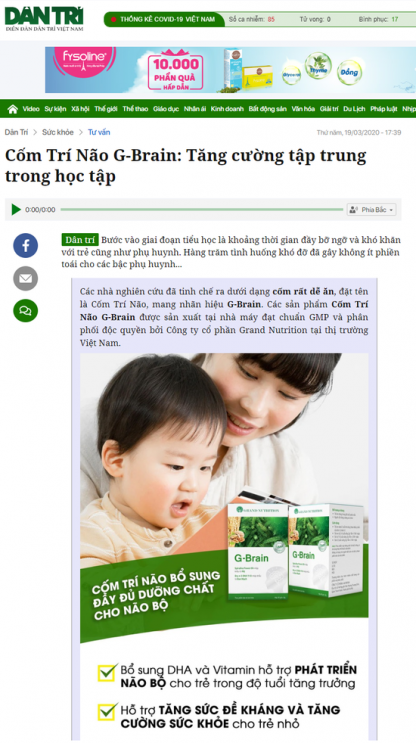 DÂN TRÍ
DIỄN ĐÀN DÂN TRÍ VIỆT NAM
THỐNG KÊ COVID-19 VIỆT NAM
Số ca nhiễm: 85
Tử vong: 0
Bình phục: 17
fysoline
10.000
PHẦN QUÀ
HẤP DẪN
Thyme
Đồng
Video Sự kiện Xã hội Thế giới Thể thao Giáo dục Nhân ái Kinh doanh Bất động sản Văn hóa Giải trí Du Lịch Pháp luật Nhịp
Dân Trí > Sức khỏe > Tư vấn
Thứ năm, 19/03/2020 - 17:39
Cốm Trí Não G-Brain: Tăng cường tập trung
trong học tập
0:00/0:00
Phía Bắc
Dân trí Bước vào giai đoạn tiểu học là khoảng thời gian đầy bỡ ngỡ và khó khăn
với trẻ cũng như phụ huynh. Hàng trăm tình huống khó đỡ đã gây không ít phiền
toái cho các bậc phụ huynh...
Các nhà nghiên cứu đã tinh chế ra dưới dạng cốm rất dễ ăn, đặt tên
là Cốm Trí Não, mang nhãn hiệu G-Brain. Các sản phẩm Cốm Trí
Não G-Brain được sản xuất tại nhà máy đạt chuẩn GMP và phân
phối độc quyền bởi Công ty cổ phần Grand Nutrition tại thị trường
Việt Nam.
GRAND NUTRITION
G-Brain
G-Brain
CỐM TRÍ NÃO BỔ SUNG
ĐẦY ĐỦ DƯỠNG CHẤT
CHO NÃO BỘ
Bổ sung DHA và Vitamin hỗ trợ PHÁT TRIỂN
NÃO BỘ cho trẻ trong độ tuổi tăng trưởng
Hỗ trợ TĂNG SỨC ĐỀ KHÁNG VÀ TĂNG
CƯỜNG SỨC KHỎE cho trẻ nhỏ